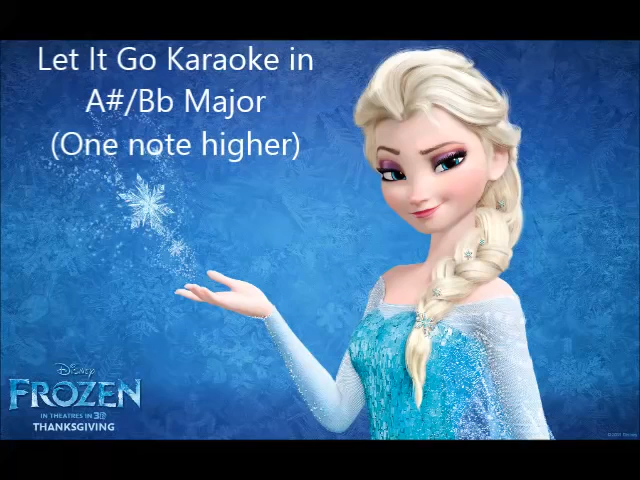 Let It Go Karaoke in
A#/Bb Major
(One note higher)
Disney
FROZEN
IN THEATRES IN 3D
THANKSGIVING